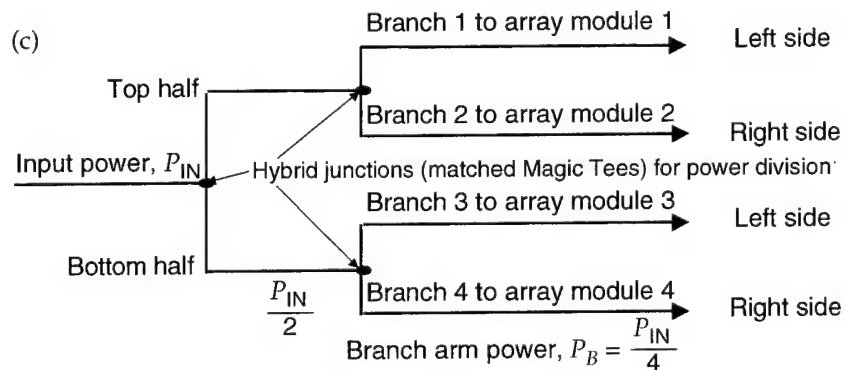 (c)
Branch 1 to array module 1
Left side
Top half
Branch 2 to array module 2
Right side
Input power, P_IN
Hybrid junctions (matched Magic Tees) for power division
Branch 3 to array module 3
Left side
Bottom half
P_IN/2
Branch 4 to array module 4
Right side
Branch arm power, P_B = P_IN/4